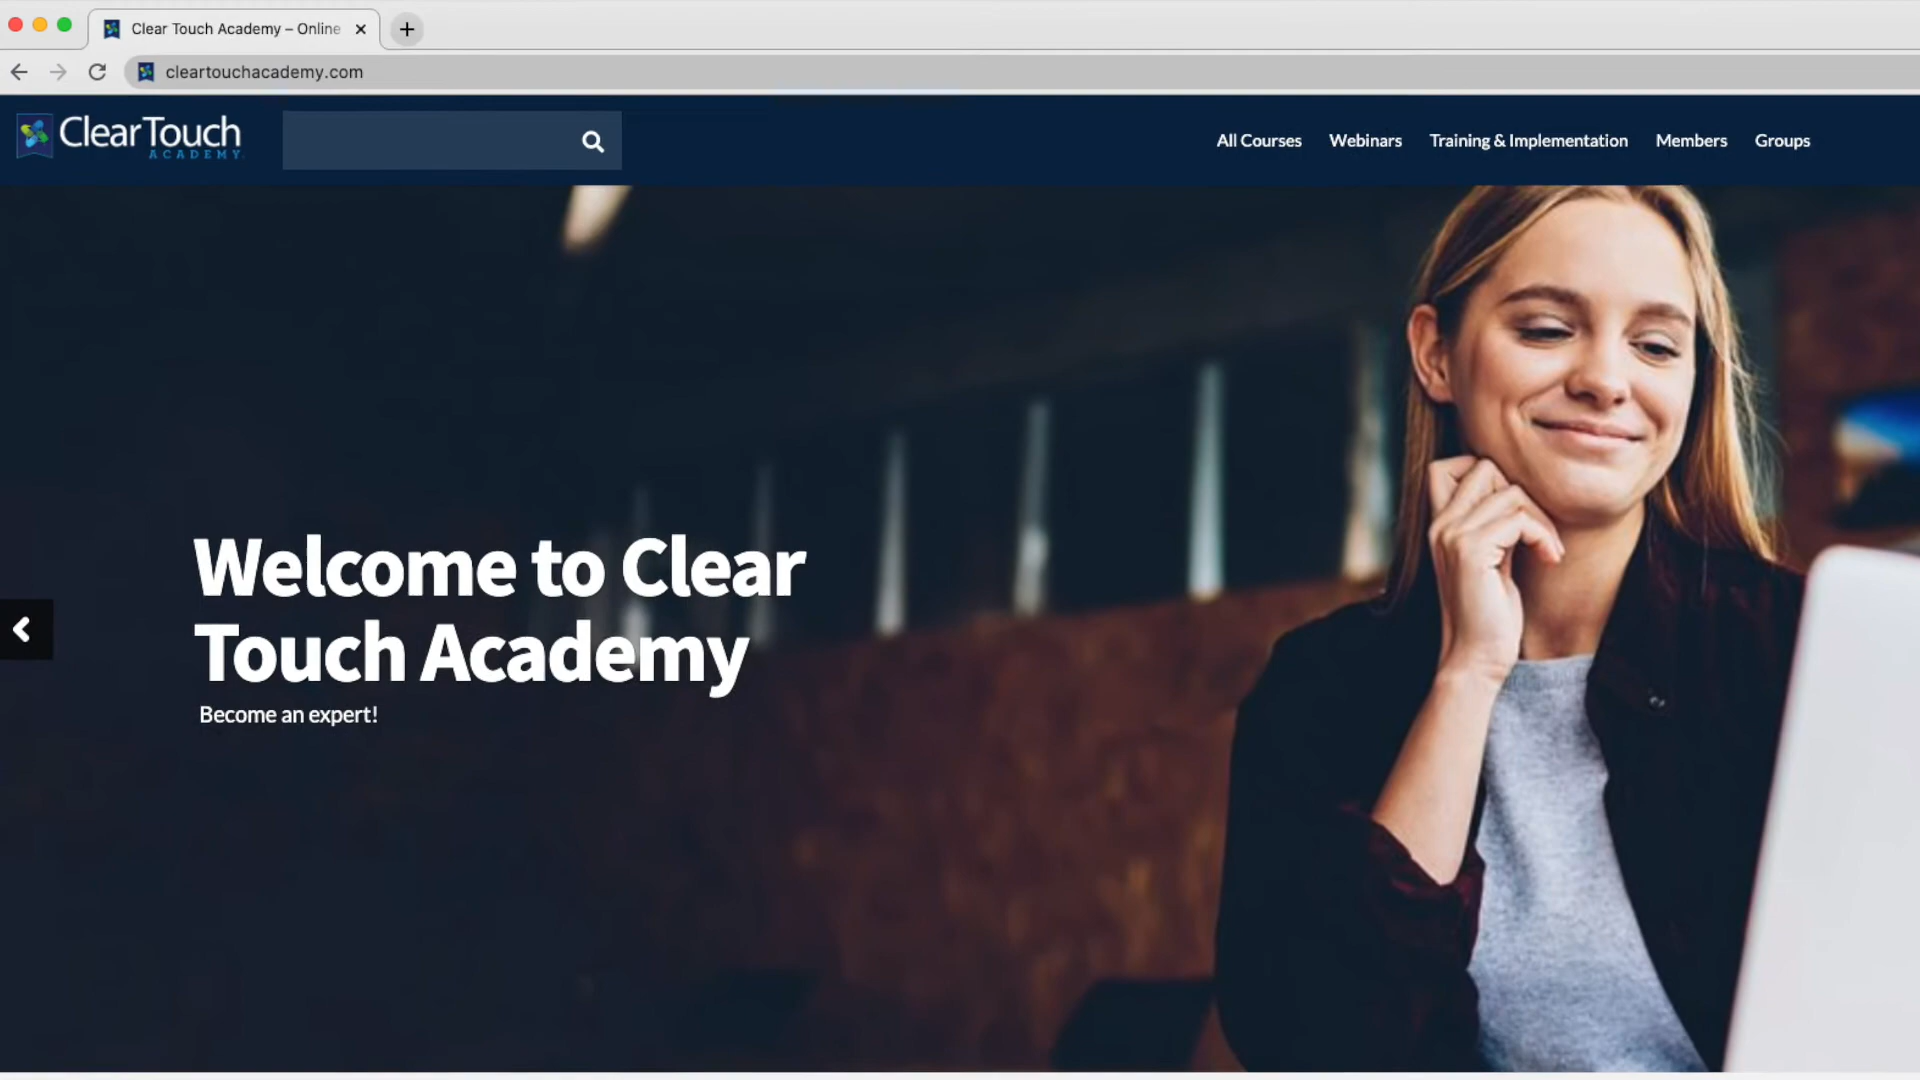 Clear Touch Academy – Online
cleartouchacademy.com
ClearTouch
ACADEMY
All Courses
Webinars
Training & Implementation
Members
Groups
Welcome to Clear
Touch Academy
Become an expert!